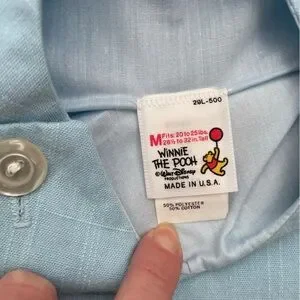 29L-500
M Fits: 20 to 25 lbs.
28½ to 32 in. Tall
WINNIE
THE POOH
© Walt Disney
PRODUCTIONS
MADE IN U.S.A.
50% POLYESTER
50% COTTON